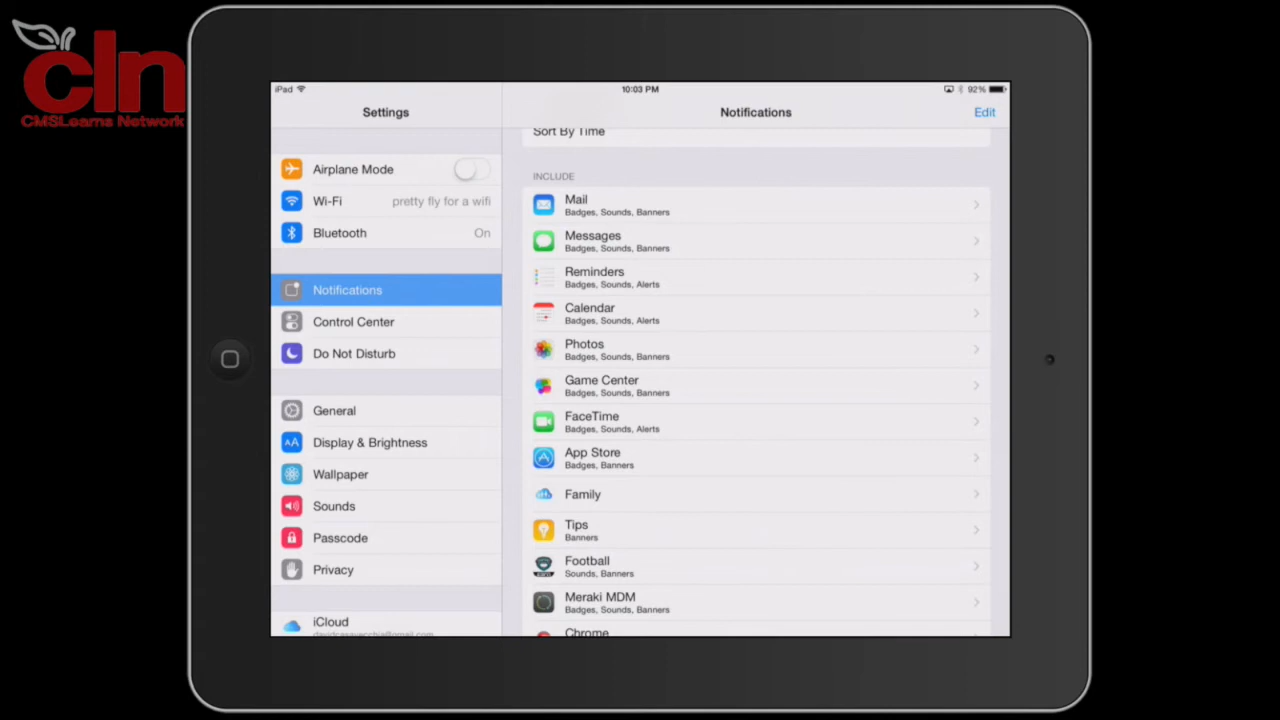 cln
CMSLearns Network
iPad
10:03 PM
92%
Settings
Notifications
Edit
Airplane Mode
Wi-Fi
pretty fly for a wifi
Bluetooth
On
Notifications
Control Center
Do Not Disturb
General
Display & Brightness
AA
Wallpaper
Sounds
Passcode
Privacy
iCloud
davidcasavecchia@gmail.com
Sort By Time
INCLUDE
Mail
Badges, Sounds, Banners
Messages
Badges, Sounds, Banners
Reminders
Badges, Sounds, Alerts
Calendar
Badges, Sounds, Alerts
Photos
Badges, Sounds, Banners
Game Center
Badges, Sounds, Banners
FaceTime
Badges, Sounds, Alerts
App Store
Badges, Banners
Family
Tips
Banners
Football
Sounds, Banners
Meraki MDM
Badges, Sounds, Banners
Chrome